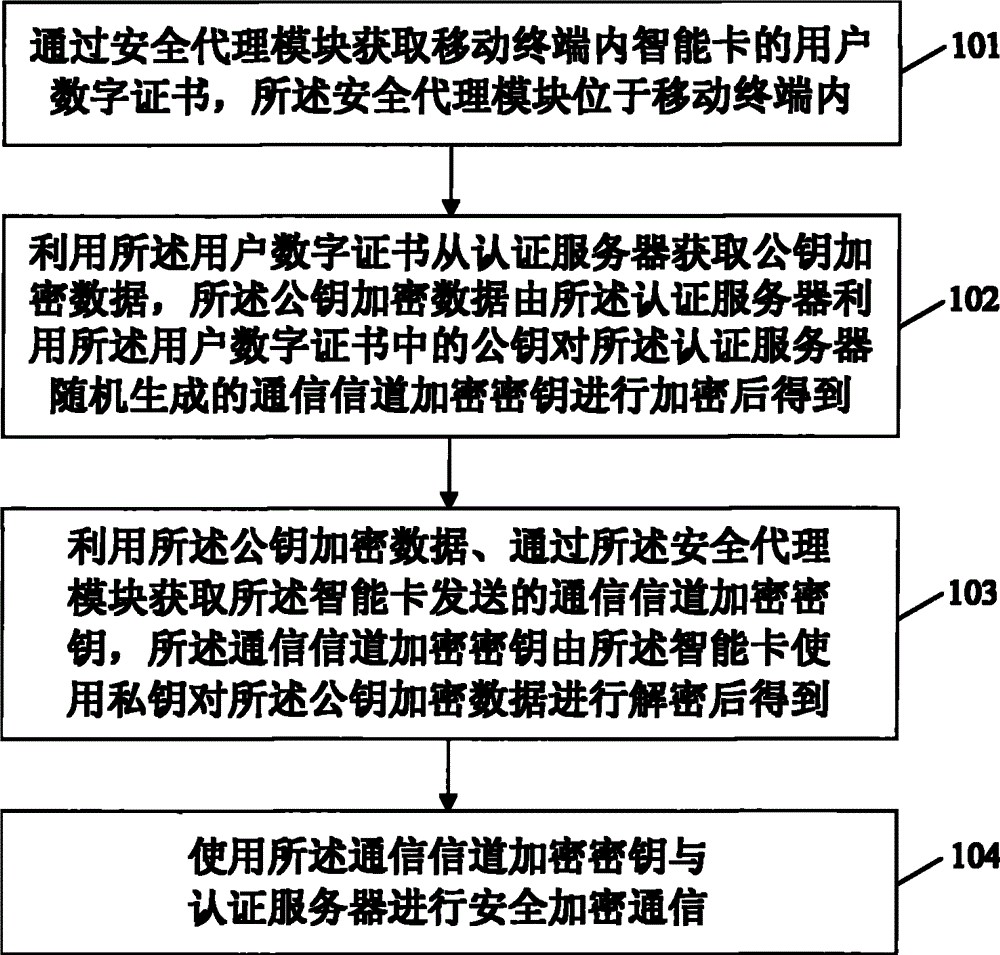 通过安全代理模块获取移动终端内智能卡的用户
数字证书，所述安全代理模块位于移动终端内
101
利用所述用户数字证书从认证服务器获取公钥加
密数据，所述公钥加密数据由所述认证服务器利
用所述用户数字证书中的公钥对所述认证服务器
随机生成的通信信道加密密钥进行加密后得到
102
利用所述公钥加密数据、通过所述安全代理
模块获取所述智能卡发送的通信信道加密密
钥，所述通信信道加密密钥由所述智能卡使
用私钥对所述公钥加密数据进行解密后得到
103
使用所述通信信道加密密钥与
认证服务器进行安全加密通信
104